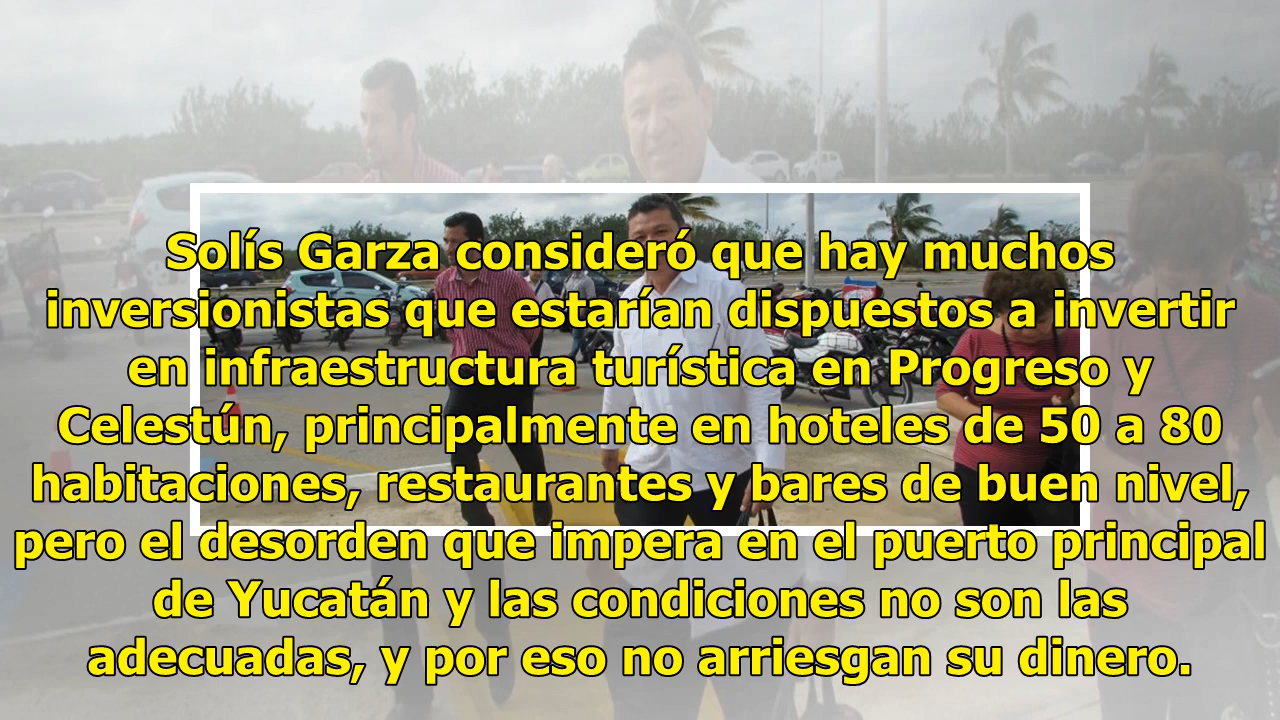 Solís Garza consideró que hay muchos
inversionistas que estarían dispuestos a invertir
en infraestructura turística en Progreso y
Celestún, principalmente en hoteles de 50 a 80
habitaciones, restaurantes y bares de buen nivel,
pero el desorden que impera en el puerto principal
de Yucatán y las condiciones no son las
adecuadas, y por eso no arriesgan su dinero.